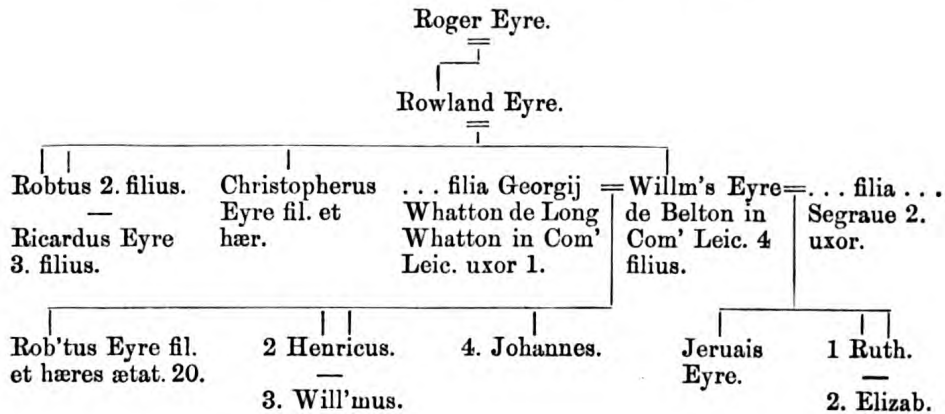 Roger Eyre.
Rowland Eyre.
Robtus 2. filius.
Ricardus Eyre
3. filius.
Christopherus
Eyre fil. et
hær.
... filia Georgij
Whatton de Long
Whatton in Com'
Leic. uxor 1.
Willm's Eyre
de Belton in
Com' Leic. 4
filius.
... filia ...
Segraue 2.
uxor.
Rob'tus Eyre fil.
et hæres ætat. 20.
2 Henricus.
3. Will'mus.
4. Johannes.
Jeruais
Eyre.
1 Ruth.
2. Elizab.